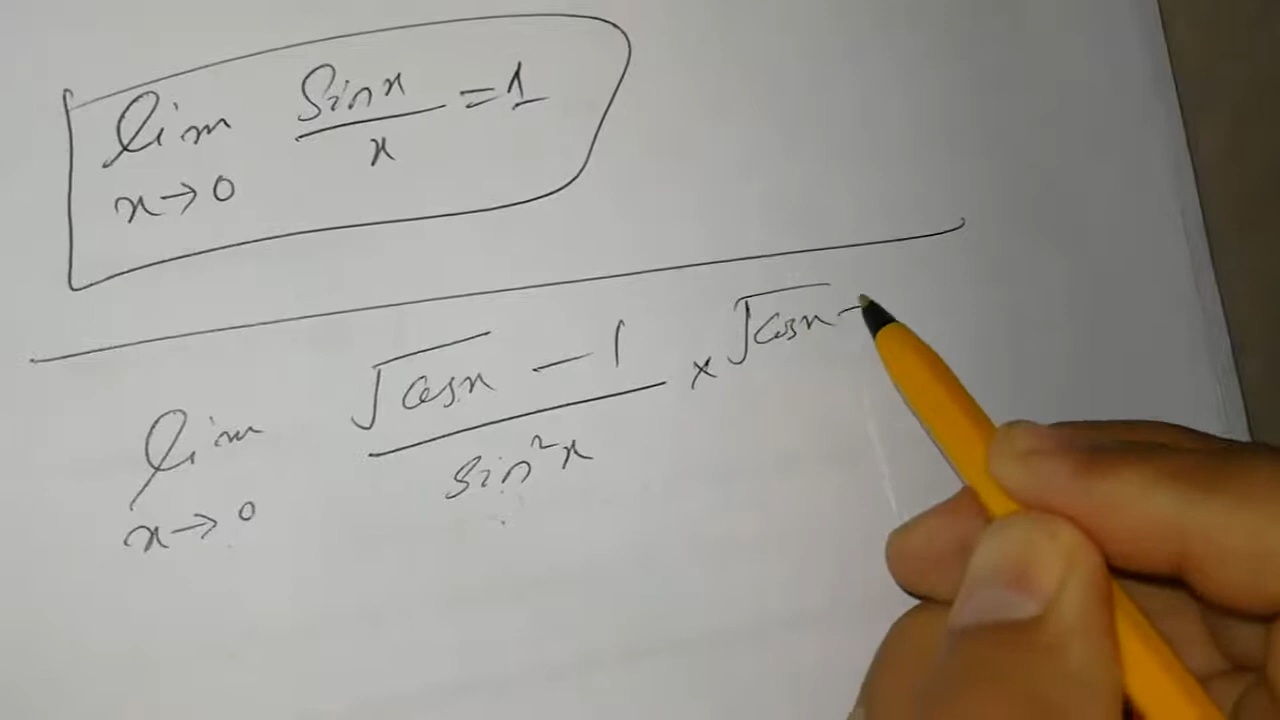 lim sinx/x = 1
x→0
lim √cosx − 1 / sin²x × √cosx −
x→0